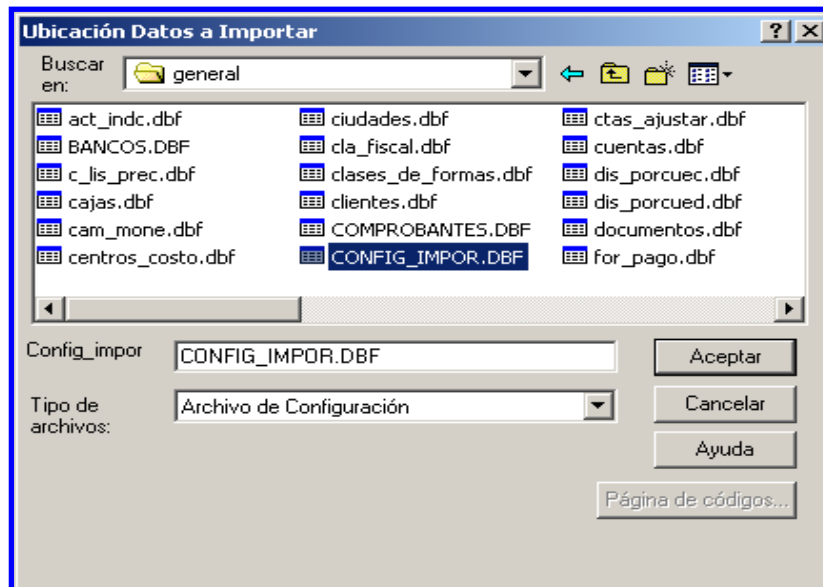 Ubicación Datos a Importar
Buscar en:
general
act_indc.dbf
BANCOS.DBF
c_lis_prec.dbf
cajas.dbf
cam_mone.dbf
centros_costo.dbf
ciudades.dbf
cla_fiscal.dbf
clases_de_formas.dbf
clientes.dbf
COMPROBANTES.DBF
CONFIG_IMPOR.DBF
ctas_ajustar.dbf
cuentas.dbf
dis_porcuec.dbf
dis_porcued.dbf
documentos.dbf
for_pago.dbf
Config_impor
CONFIG_IMPOR.DBF
Aceptar
Tipo de archivos:
Archivo de Configuración
Cancelar
Ayuda
Página de códigos...